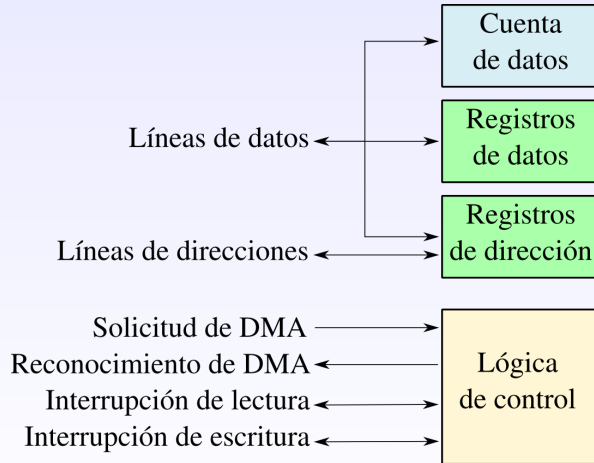 Cuenta
de datos
Registros
de datos
Líneas de datos
Registros
de dirección
Líneas de direcciones
Solicitud de DMA
Reconocimiento de DMA
Interrupción de lectura
Interrupción de escritura
Lógica
de control